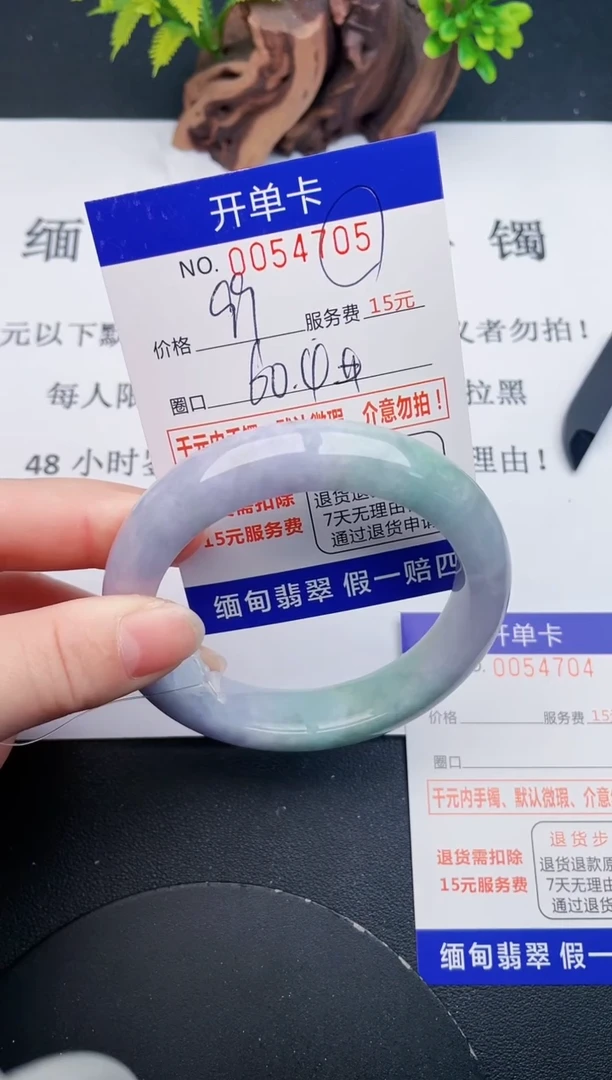 缅 镯
元以下默 义者勿拍！
每人限 拉黑
48 小时 理由！
开单卡
NO. 0054705
价格 99 服务费 15元
圈口 60.4
千元内手镯、默认微瑕、介意勿拍！
需扣除
15元服务费
退货退
7天无理由
通过退货申请
缅甸翡翠 假一赔四
开单卡
0054704
价格 服务费 15
圈口
千元内手镯、默认微瑕、介意
退货需扣除
15元服务费
退货步
退货退款原
7天无理由
通过退货
缅甸翡翠 假一